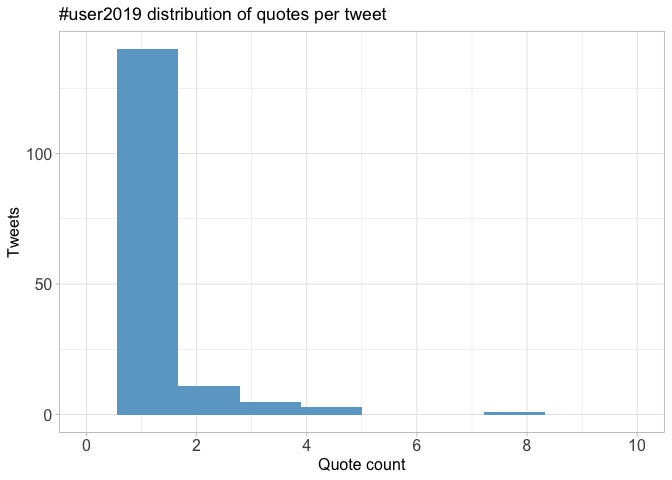 #user2019 distribution of quotes per tweet
100
50
0
Tweets
0 2 4 6 8 10
Quote count